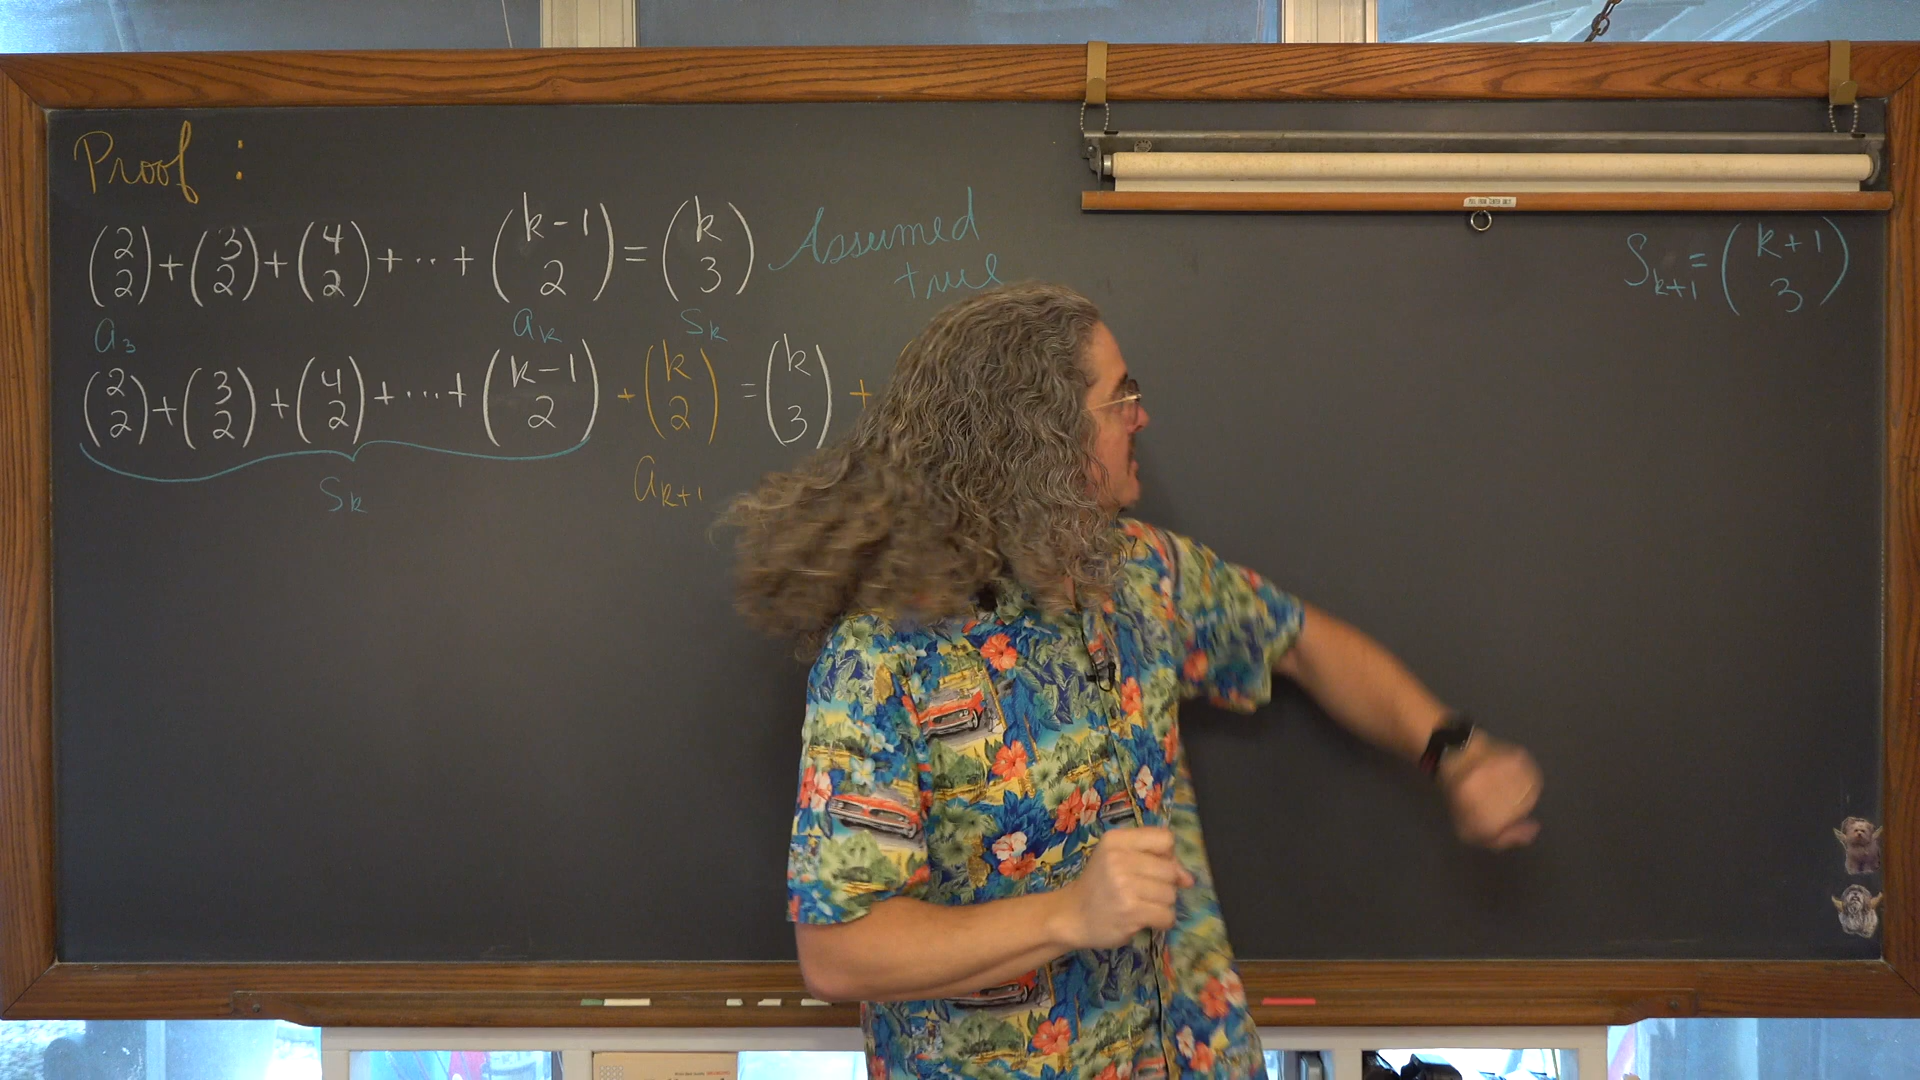 Proof :
(2 2) + (3 2) + (4 2) + ·· + (k-1 2) = (k 3) Assumed true
a₃ aₖ Sₖ
(2 2) + (3 2) + (4 2) + ··· + (k-1 2) + (k 2) = (k 3) +
Sₖ aₖ₊₁
Sₖ₊₁ = (k+1 3)